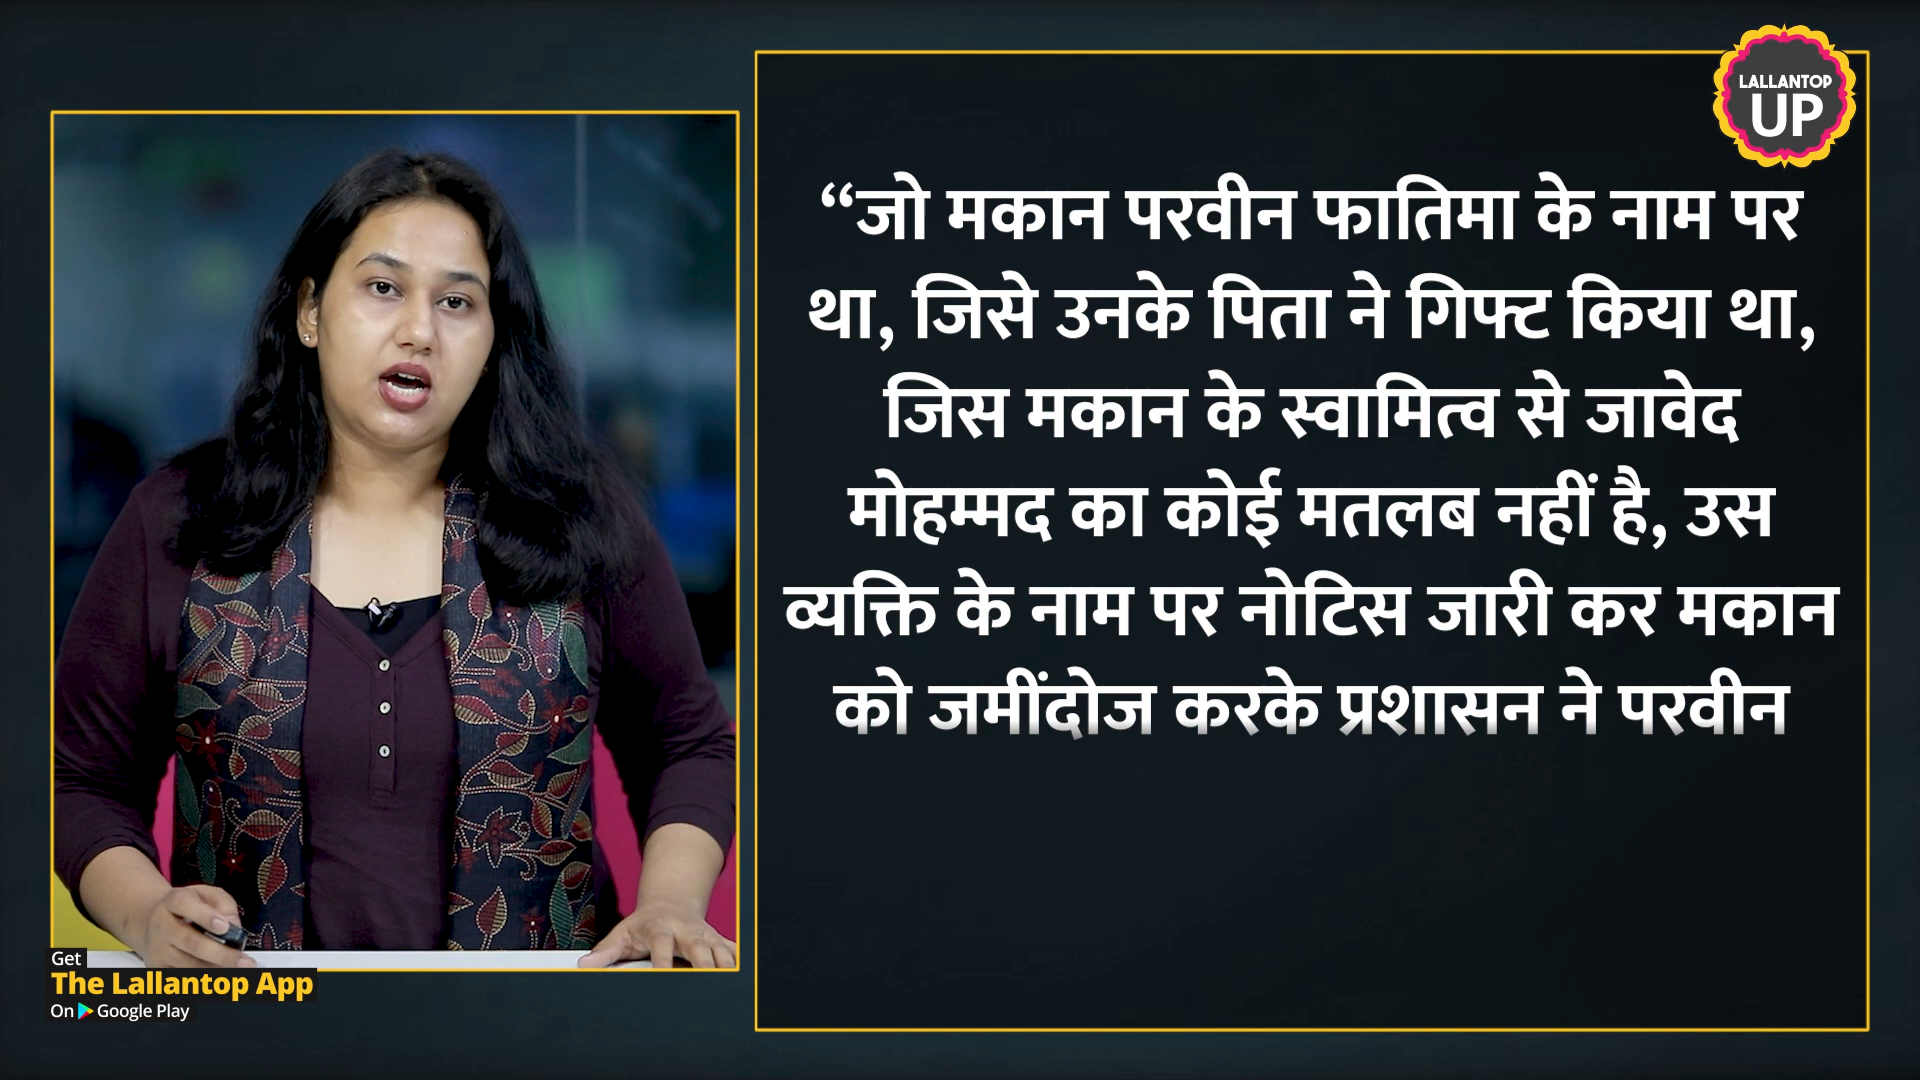 LALLANTOP
UP
“जो मकान परवीन फातिमा के नाम पर
था, जिसे उनके पिता ने गिफ्ट किया था,
जिस मकान के स्वामित्व से जावेद
मोहम्मद का कोई मतलब नहीं है, उस
व्यक्ति के नाम पर नोटिस जारी कर मकान
को जमींदोज करके प्रशासन ने परवीन
Get
The Lallantop App
On Google Play